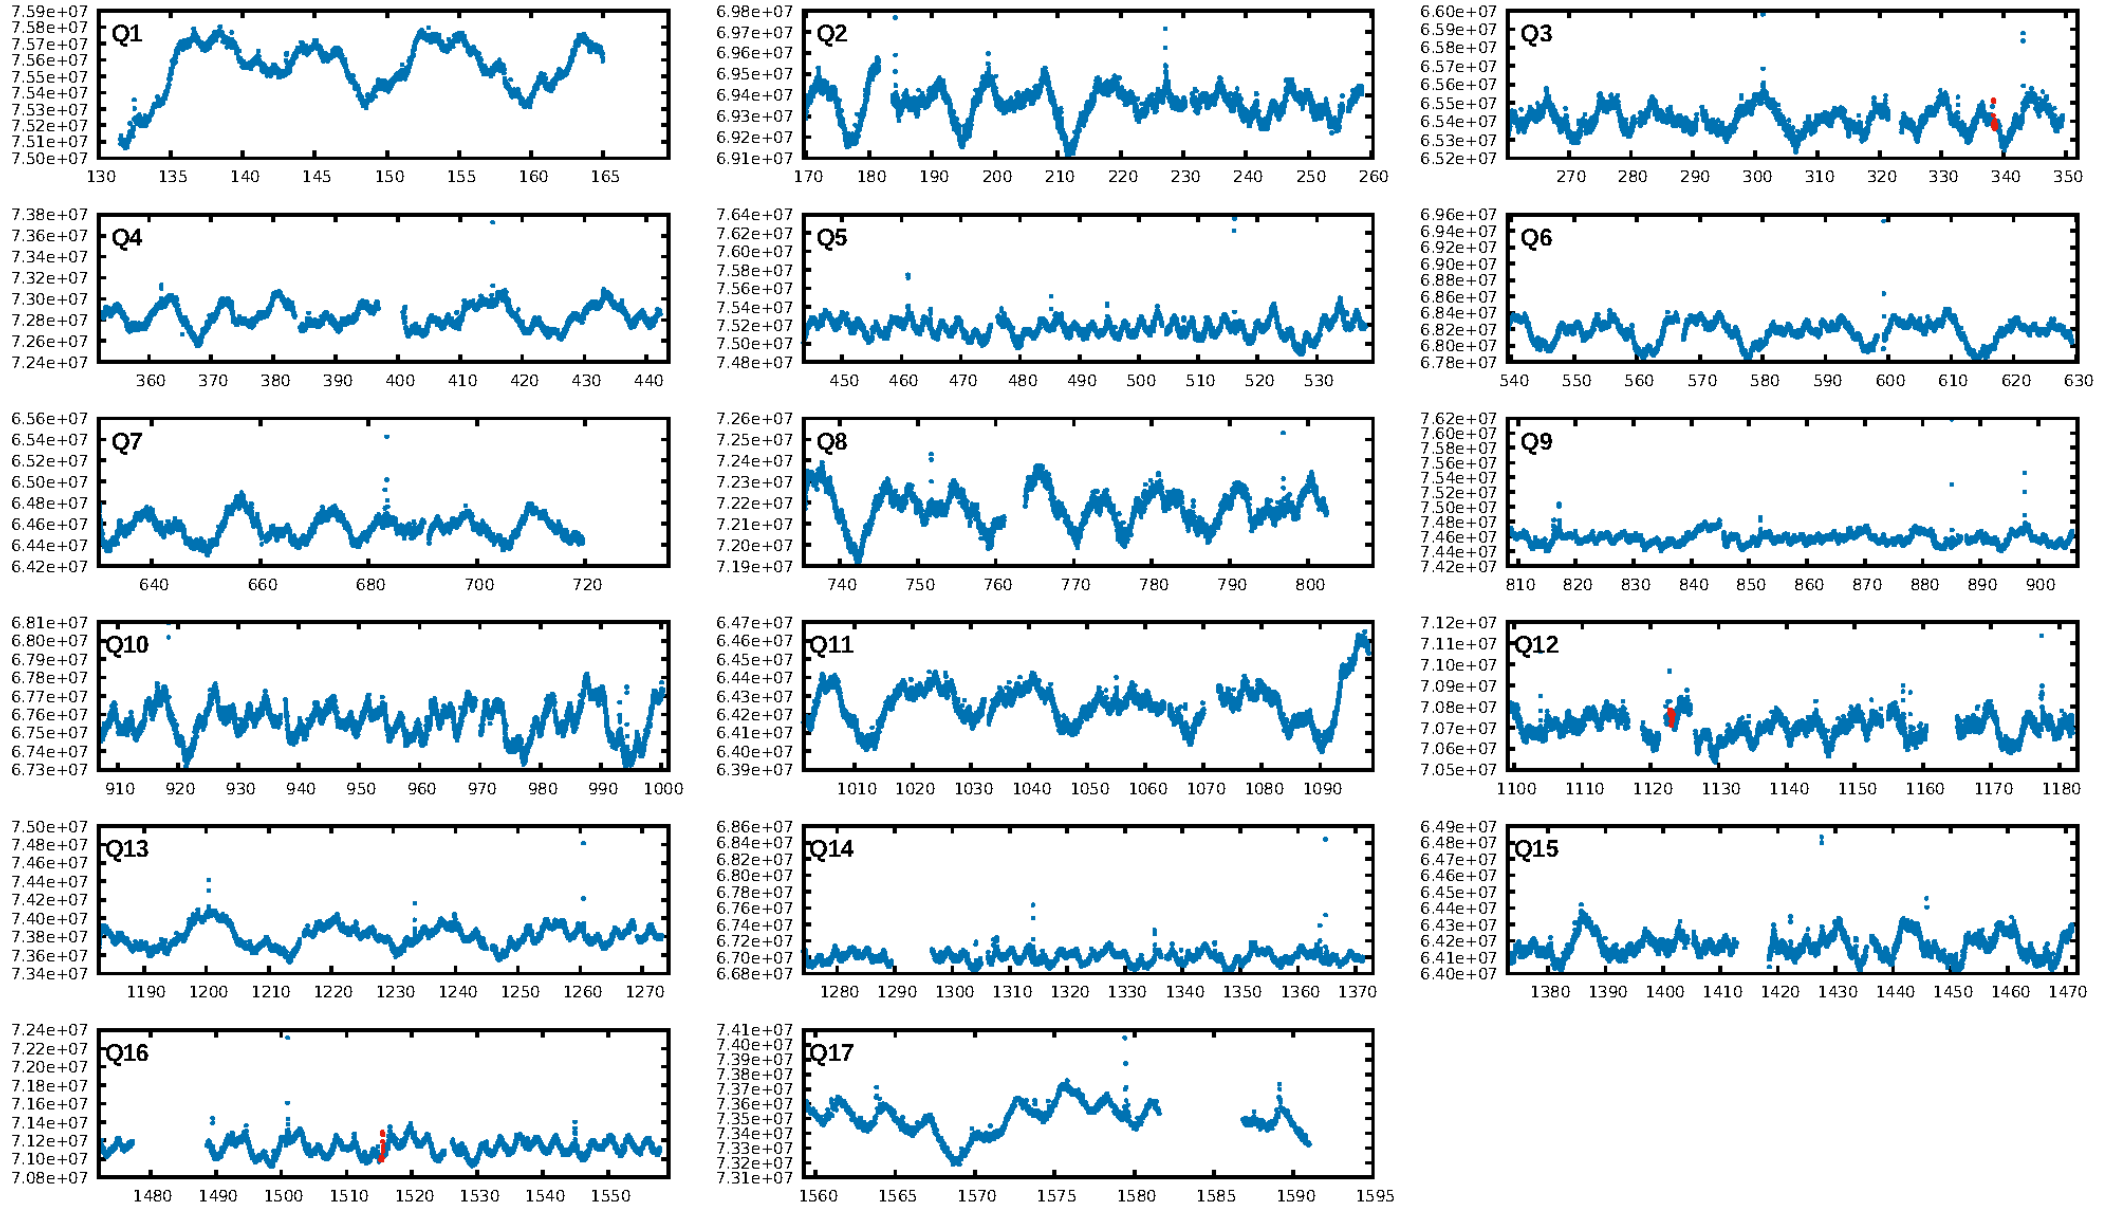 Q1
7.59e+07
7.58e+07
7.57e+07
7.56e+07
7.55e+07
7.54e+07
7.53e+07
7.52e+07
7.51e+07
7.50e+07
130 135 140 145 150 155 160 165
Q2
6.98e+07
6.97e+07
6.96e+07
6.95e+07
6.94e+07
6.93e+07
6.92e+07
6.91e+07
170 180 190 200 210 220 230 240 250 260
Q3
6.60e+07
6.59e+07
6.58e+07
6.57e+07
6.56e+07
6.55e+07
6.54e+07
6.53e+07
6.52e+07
270 280 290 300 310 320 330 340 350
Q4
7.38e+07
7.36e+07
7.34e+07
7.32e+07
7.30e+07
7.28e+07
7.26e+07
7.24e+07
360 370 380 390 400 410 420 430 440
Q5
7.64e+07
7.62e+07
7.60e+07
7.58e+07
7.56e+07
7.54e+07
7.52e+07
7.50e+07
7.48e+07
450 460 470 480 490 500 510 520 530
Q6
6.96e+07
6.94e+07
6.92e+07
6.90e+07
6.88e+07
6.86e+07
6.84e+07
6.82e+07
6.80e+07
6.78e+07
540 550 560 570 580 590 600 610 620 630
Q7
6.56e+07
6.54e+07
6.52e+07
6.50e+07
6.48e+07
6.46e+07
6.44e+07
6.42e+07
640 660 680 700 720
Q8
7.26e+07
7.25e+07
7.24e+07
7.23e+07
7.22e+07
7.21e+07
7.20e+07
7.19e+07
740 750 760 770 780 790 800
Q9
7.62e+07
7.60e+07
7.58e+07
7.56e+07
7.54e+07
7.52e+07
7.50e+07
7.48e+07
7.46e+07
7.44e+07
7.42e+07
810 820 830 840 850 860 870 880 890 900
Q10
6.81e+07
6.80e+07
6.79e+07
6.78e+07
6.77e+07
6.76e+07
6.75e+07
6.74e+07
6.73e+07
910 920 930 940 950 960 970 980 990 1000
Q11
6.47e+07
6.46e+07
6.45e+07
6.44e+07
6.43e+07
6.42e+07
6.41e+07
6.40e+07
6.39e+07
1010 1020 1030 1040 1050 1060 1070 1080 1090
Q12
7.12e+07
7.11e+07
7.10e+07
7.09e+07
7.08e+07
7.07e+07
7.06e+07
7.05e+07
1100 1110 1120 1130 1140 1150 1160 1170 1180
Q13
7.50e+07
7.48e+07
7.46e+07
7.44e+07
7.42e+07
7.40e+07
7.38e+07
7.36e+07
7.34e+07
1190 1200 1210 1220 1230 1240 1250 1260 1270
Q14
6.86e+07
6.84e+07
6.82e+07
6.80e+07
6.78e+07
6.76e+07
6.74e+07
6.72e+07
6.70e+07
6.68e+07
1280 1290 1300 1310 1320 1330 1340 1350 1360 1370
Q15
6.49e+07
6.48e+07
6.47e+07
6.46e+07
6.45e+07
6.44e+07
6.43e+07
6.42e+07
6.41e+07
6.40e+07
1380 1390 1400 1410 1420 1430 1440 1450 1460 1470
Q16
7.24e+07
7.22e+07
7.20e+07
7.18e+07
7.16e+07
7.14e+07
7.12e+07
7.10e+07
7.08e+07
1480 1490 1500 1510 1520 1530 1540 1550
Q17
7.41e+07
7.40e+07
7.39e+07
7.38e+07
7.37e+07
7.36e+07
7.35e+07
7.34e+07
7.33e+07
7.32e+07
7.31e+07
1560 1565 1570 1575 1580 1585 1590 1595